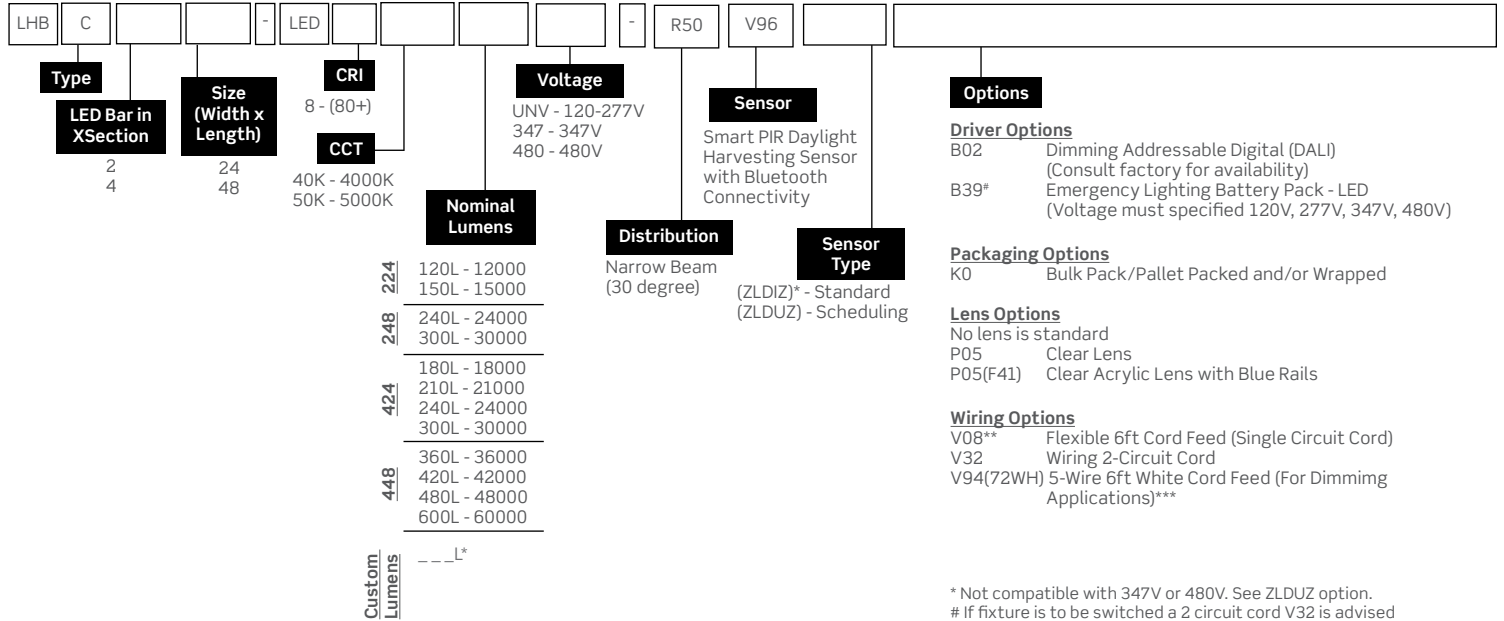 LHB C - LED - R50 V96
Type
LED Bar in
XSection
2
4
Size
(Width x
Length)
24
48
CRI
8 - (80+)
CCT
40K - 4000K
50K - 5000K
Nominal
Lumens
224
120L - 12000
150L - 15000
248
240L - 24000
300L - 30000
424
180L - 18000
210L - 21000
240L - 24000
300L - 30000
448
360L - 36000
420L - 42000
480L - 48000
600L - 60000
Custom
Lumens
_ _ _L*
Voltage
UNV - 120-277V
347 - 347V
480 - 480V
Distribution
Narrow Beam
(30 degree)
Sensor
Smart PIR Daylight
Harvesting Sensor
with Bluetooth
Connectivity
Sensor
Type
(ZLDIZ)* - Standard
(ZLDUZ) - Scheduling
Options
Driver Options
B02 Dimming Addressable Digital (DALI)
(Consult factory for availability)
B39# Emergency Lighting Battery Pack - LED
(Voltage must specified 120V, 277V, 347V, 480V)
Packaging Options
K0 Bulk Pack/Pallet Packed and/or Wrapped
Lens Options
No lens is standard
P05 Clear Lens
P05(F41) Clear Acrylic Lens with Blue Rails
Wiring Options
V08** Flexible 6ft Cord Feed (Single Circuit Cord)
V32 Wiring 2-Circuit Cord
V94(72WH) 5-Wire 6ft White Cord Feed (For Dimmimg
Applications)***
* Not compatible with 347V or 480V. See ZLDUZ option.
# If fixture is to be switched a 2 circuit cord V32 is advised